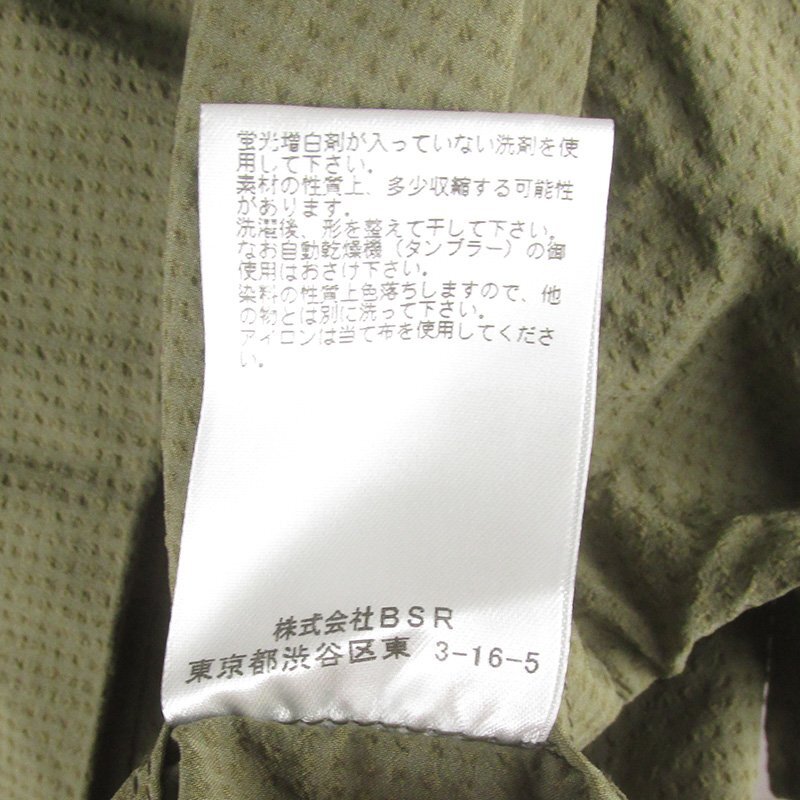 蛍光増白剤が入っていない洗剤を使
用して下さい。
素材の性質上、多少収縮する可能性
があります。
洗濯後、形を整えて干して下さい。
なお自動乾燥機（タンブラー）の御
使用はおさけ下さい。
染料の性質上色落ちしますので、他
の物とは別に洗って下さい。
アイロンは当て布を使用してくださ
い。
株式会社BSR
東京都渋谷区東 3-16-5